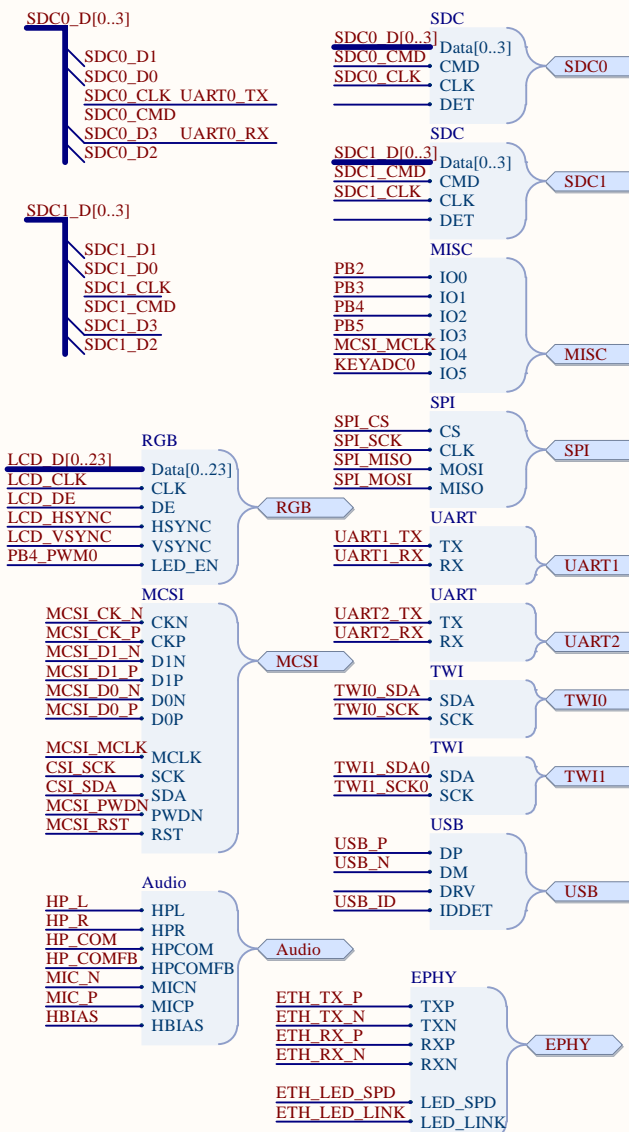 SDC0_D[0..3]
SDC0_D1
SDC0_D0
SDC0_CLK UART0_TX
SDC0_CMD
SDC0_D3 UART0_RX
SDC0_D2
SDC1_D[0..3]
SDC1_D1
SDC1_D0
SDC1_CLK
SDC1_CMD
SDC1_D3
SDC1_D2
SDC
SDC0_D[0..3] Data[0..3]
SDC0_CMD CMD
SDC0_CLK CLK
DET
SDC0
SDC
SDC1_D[0..3] Data[0..3]
SDC1_CMD CMD
SDC1_CLK CLK
DET
SDC1
MISC
PB2 IO0
PB3 IO1
PB4 IO2
PB5 IO3
MCSI_MCLK IO4
KEYADC0 IO5
MISC
SPI
SPI_CS CS
SPI_SCK CLK
SPI_MISO MOSI
SPI_MOSI MISO
SPI
RGB
LCD_D[0..23] Data[0..23]
LCD_CLK CLK
LCD_DE DE
LCD_HSYNC HSYNC
LCD_VSYNC VSYNC
PB4_PWM0 LED_EN
RGB
UART
UART1_TX TX
UART1_RX RX
UART1
UART
UART2_TX TX
UART2_RX RX
UART2
MCSI
MCSI_CK_N CKN
MCSI_CK_P CKP
MCSI_D1_N D1N
MCSI_D1_P D1P
MCSI_D0_N D0N
MCSI_D0_P D0P
MCSI_MCLK MCLK
CSI_SCK SCK
CSI_SDA SDA
MCSI_PWDN PWDN
MCSI_RST RST
MCSI
TWI
TWI0_SDA SDA
TWI0_SCK SCK
TWI0
TWI
TWI1_SDA0 SDA
TWI1_SCK0 SCK
TWI1
USB
USB_P DP
USB_N DM
DRV
USB_ID IDDET
USB
Audio
HP_L HPL
HP_R HPR
HP_COM HPCOM
HP_COMFB HPCOMFB
MIC_N MICN
MIC_P MICP
HBIAS HBIAS
Audio
EPHY
ETH_TX_P TXP
ETH_TX_N TXN
ETH_RX_P RXP
ETH_RX_N RXN
ETH_LED_SPD LED_SPD
ETH_LED_LINK LED_LINK
EPHY